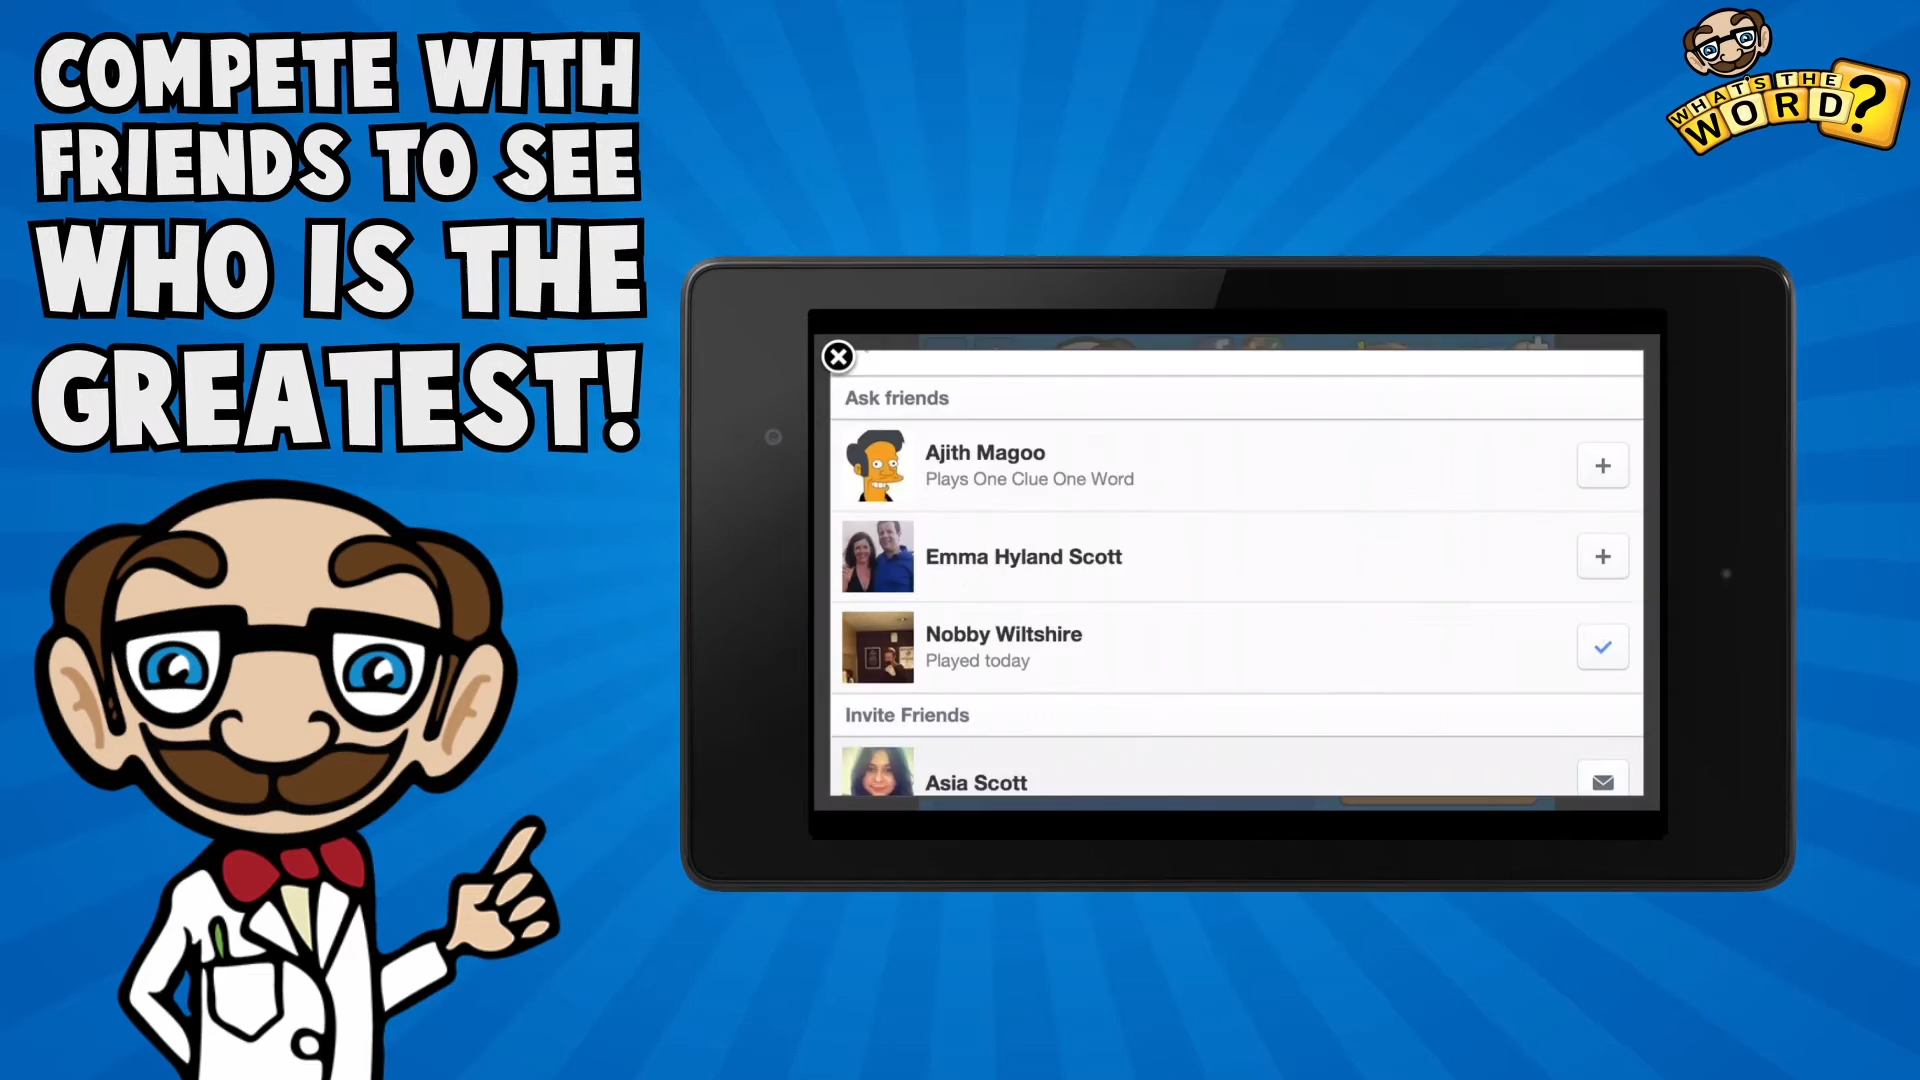 COMPETE WITH
FRIENDS TO SEE
WHO IS THE
GREATEST!
WHAT'S THE
WORD?
Ask friends
Ajith Magoo
Plays One Clue One Word
Emma Hyland Scott
Nobby Wiltshire
Played today
Invite Friends
Asia Scott